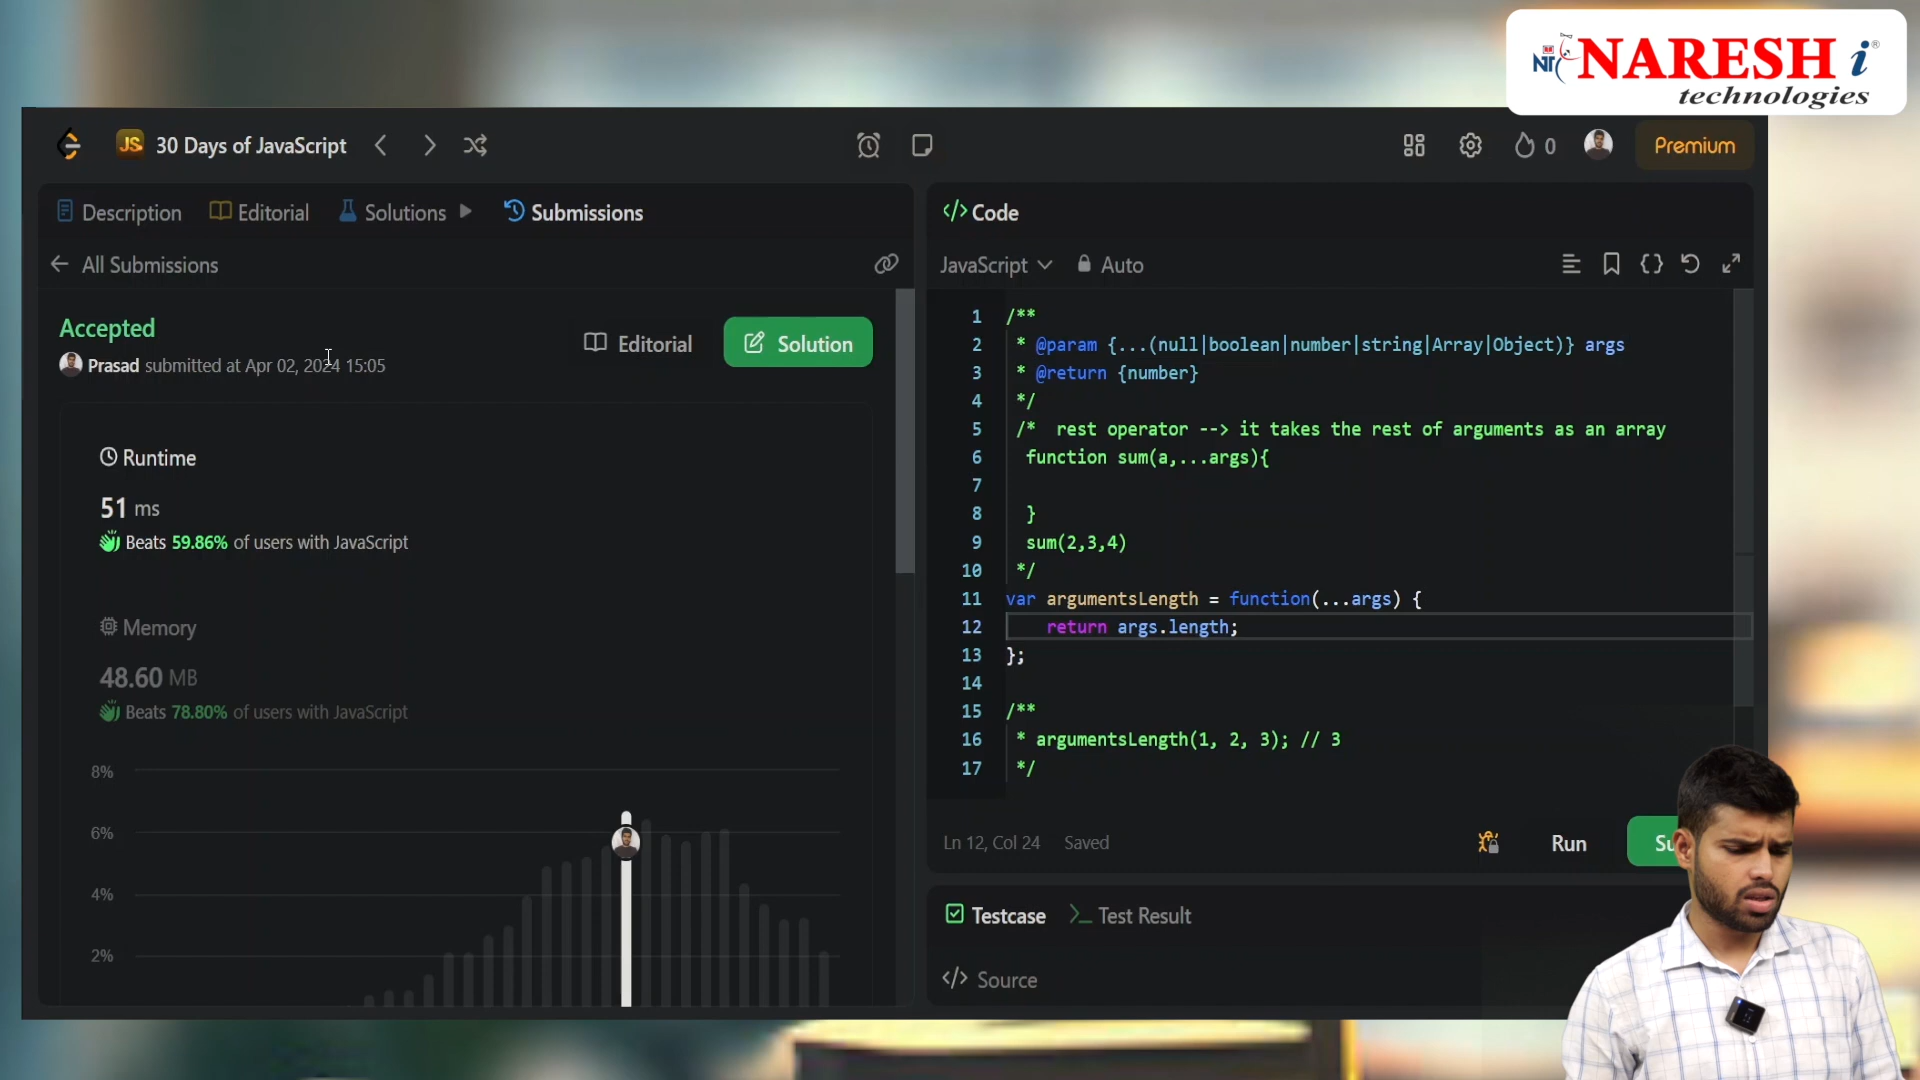 NARESH i
technologies
30 Days of JavaScript
0
Premium
Description
Editorial
Solutions
Submissions
All Submissions
Accepted
Prasad submitted at Apr 02, 2024 15:05
Editorial
Solution
Runtime
51 ms
Beats 59.86% of users with JavaScript
Memory
48.60 MB
Beats 78.80% of users with JavaScript
8%
6%
4%
2%
</> Code
JavaScript
Auto
1 /**
2 * @param {...(null|boolean|number|string|Array|Object)} args
3 * @return {number}
4 */
5 /* rest operator --> it takes the rest of arguments as an array
6 function sum(a,...args){
7
8 }
9 sum(2,3,4)
10 */
11 var argumentsLength = function(...args) {
12 return args.length;
13 };
14
15 /**
16 * argumentsLength(1, 2, 3); // 3
17 */
Ln 12, Col 24 Saved
Run
Su
Testcase
>_ Test Result
</> Source